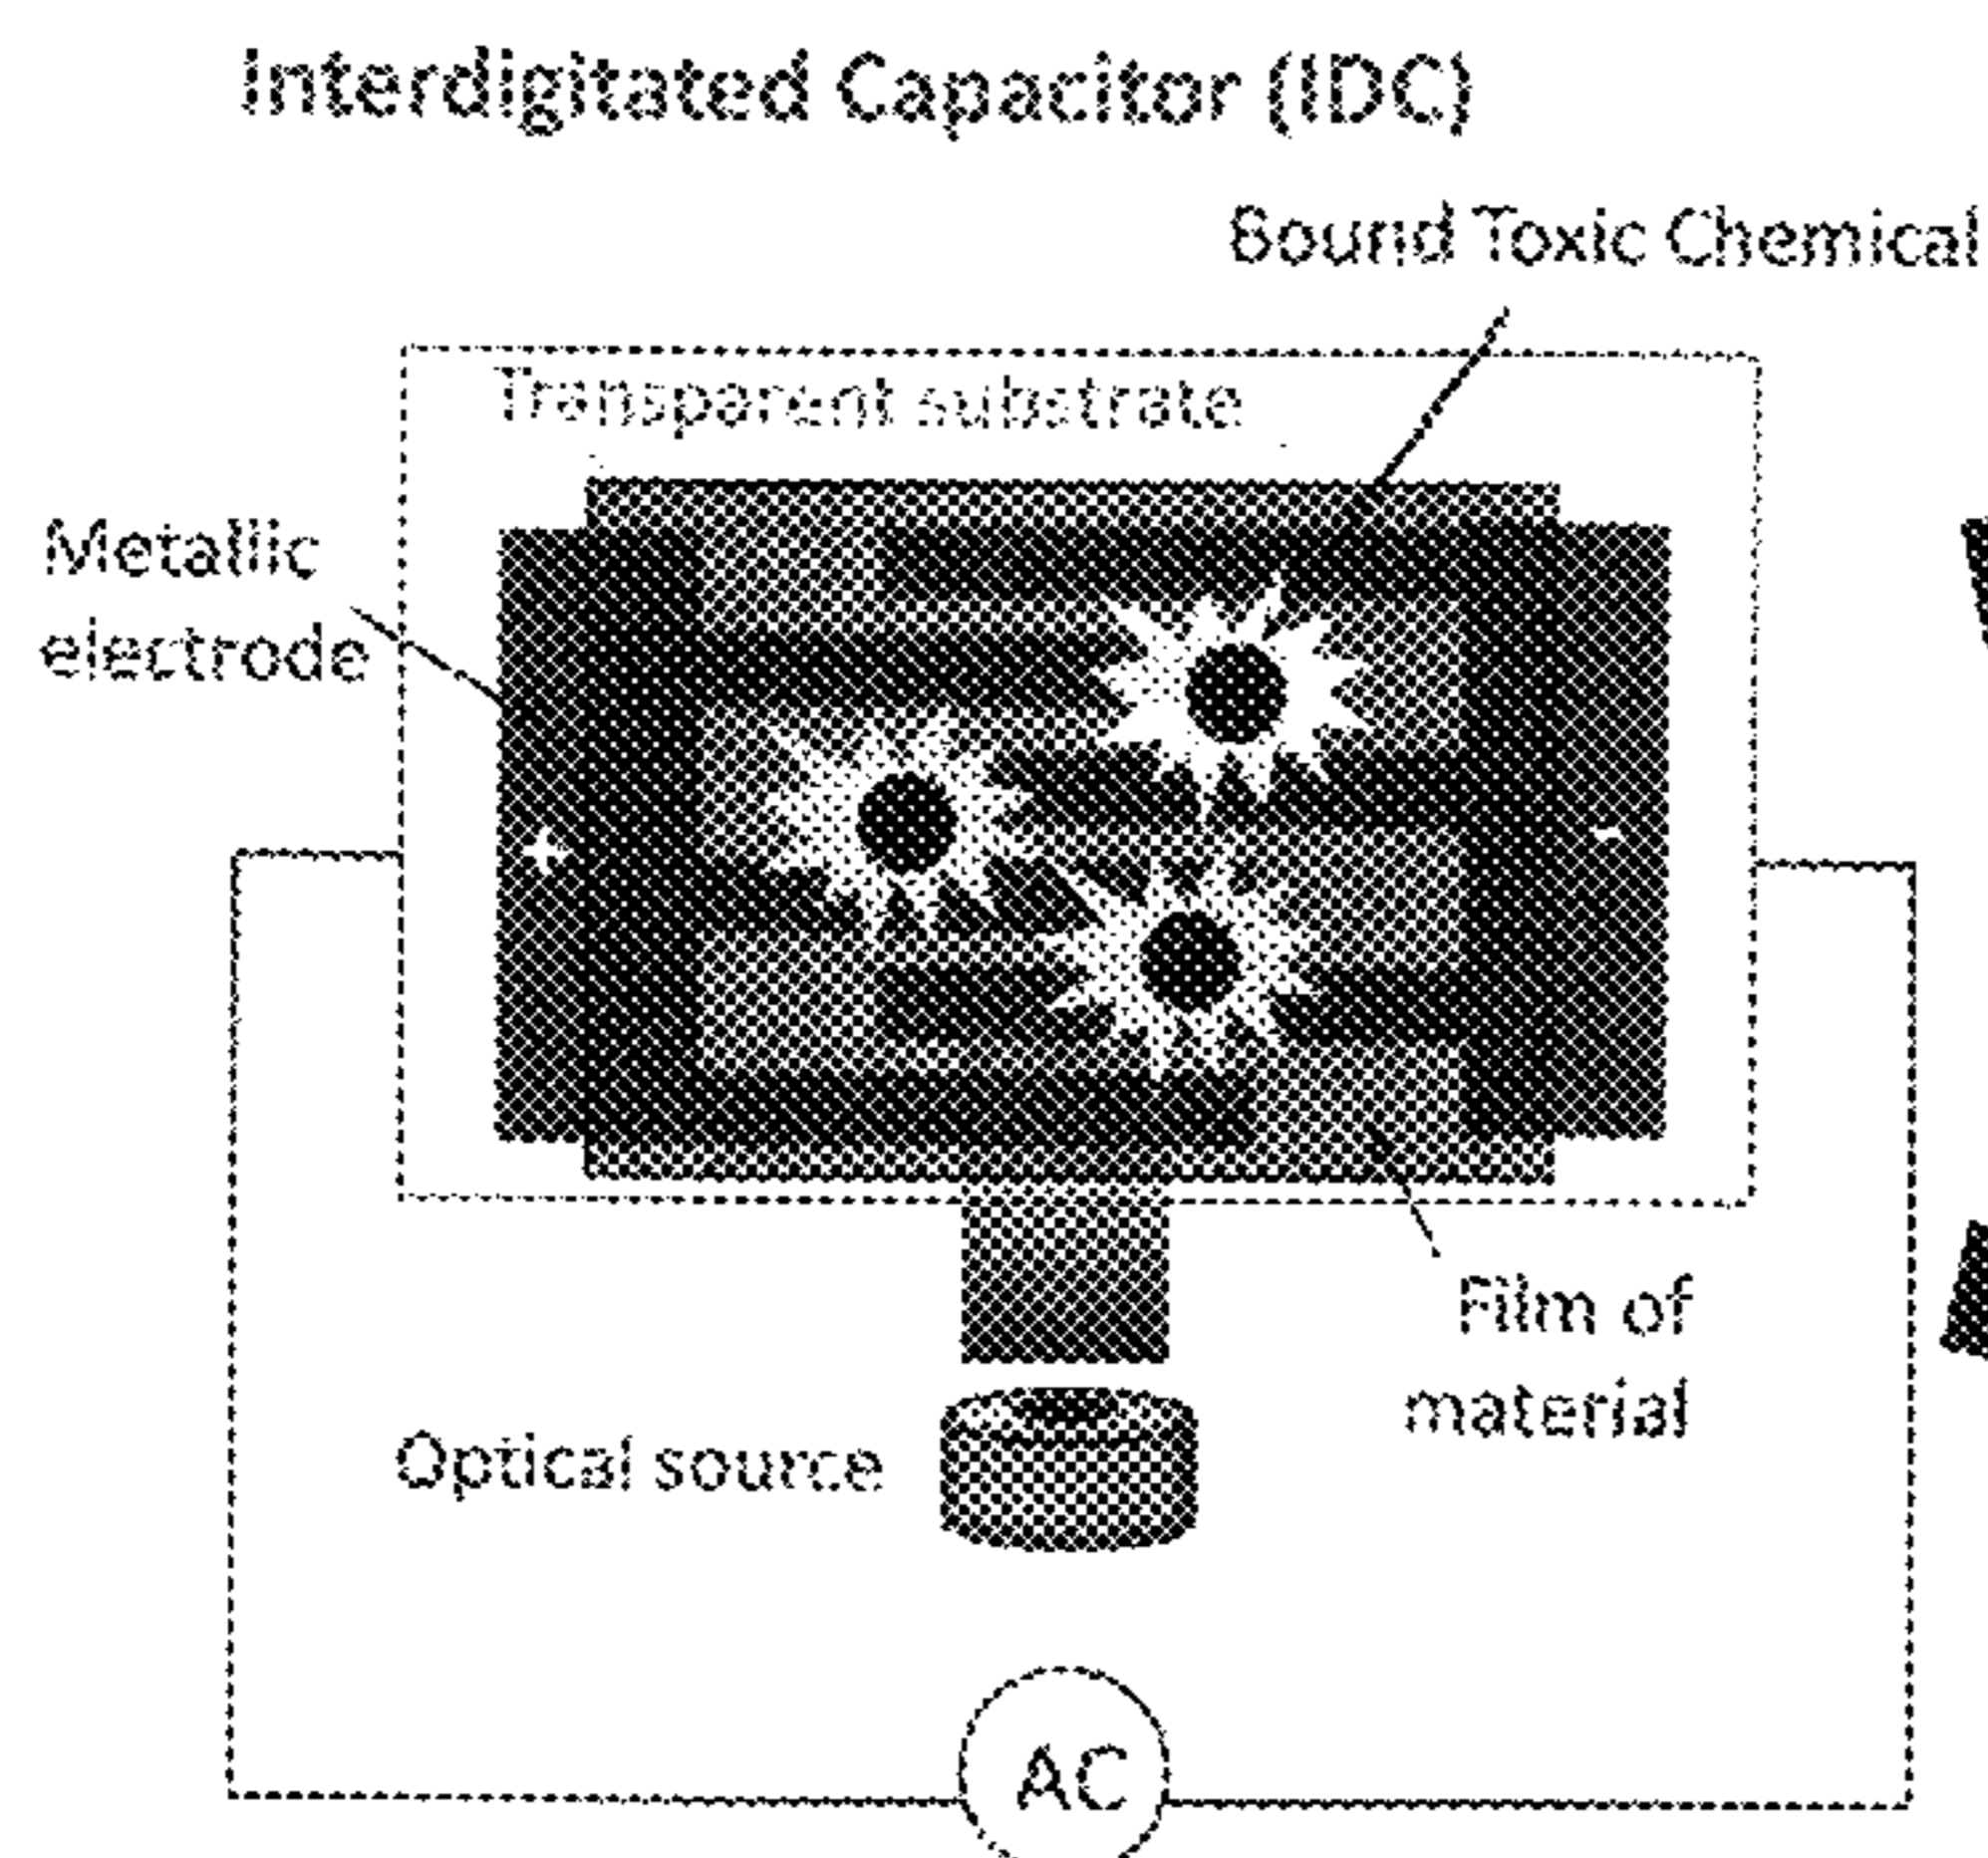 Interdigitated Capacitor (IDC)
Bound Toxic Chemical
Transparent substrate
Metallic
electrode
+
-
Film of
material
Optical source
AC